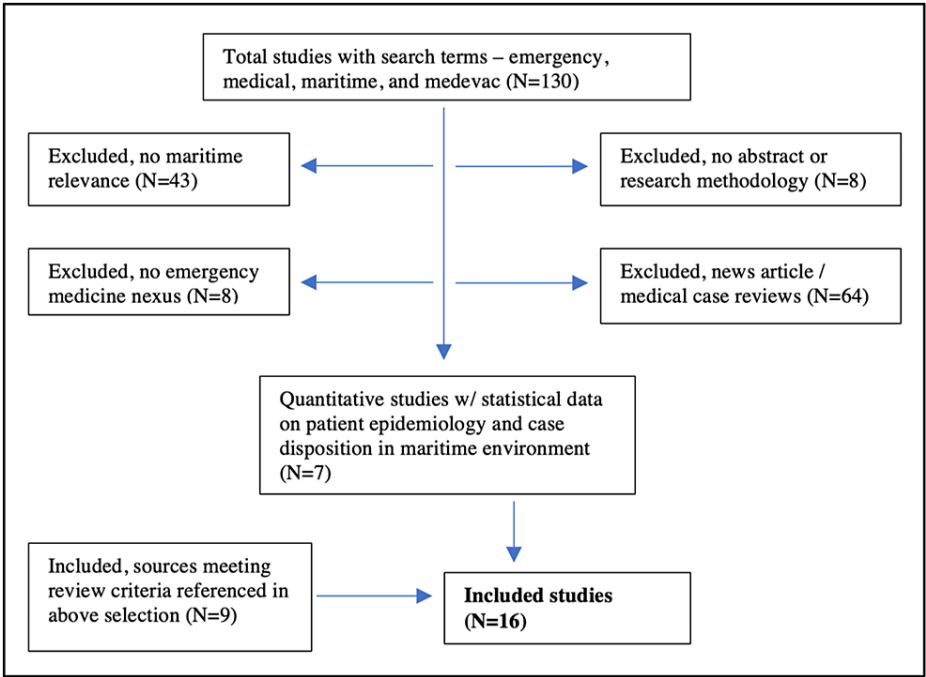 Total studies with search terms – emergency,
medical, maritime, and medevac (N=130)
Excluded, no maritime
relevance (N=43)
Excluded, no abstract or
research methodology (N=8)
Excluded, no emergency
medicine nexus (N=8)
Excluded, news article /
medical case reviews (N=64)
Quantitative studies w/ statistical data
on patient epidemiology and case
disposition in maritime environment
(N=7)
Included, sources meeting
review criteria referenced in
above selection (N=9)
Included studies
(N=16)